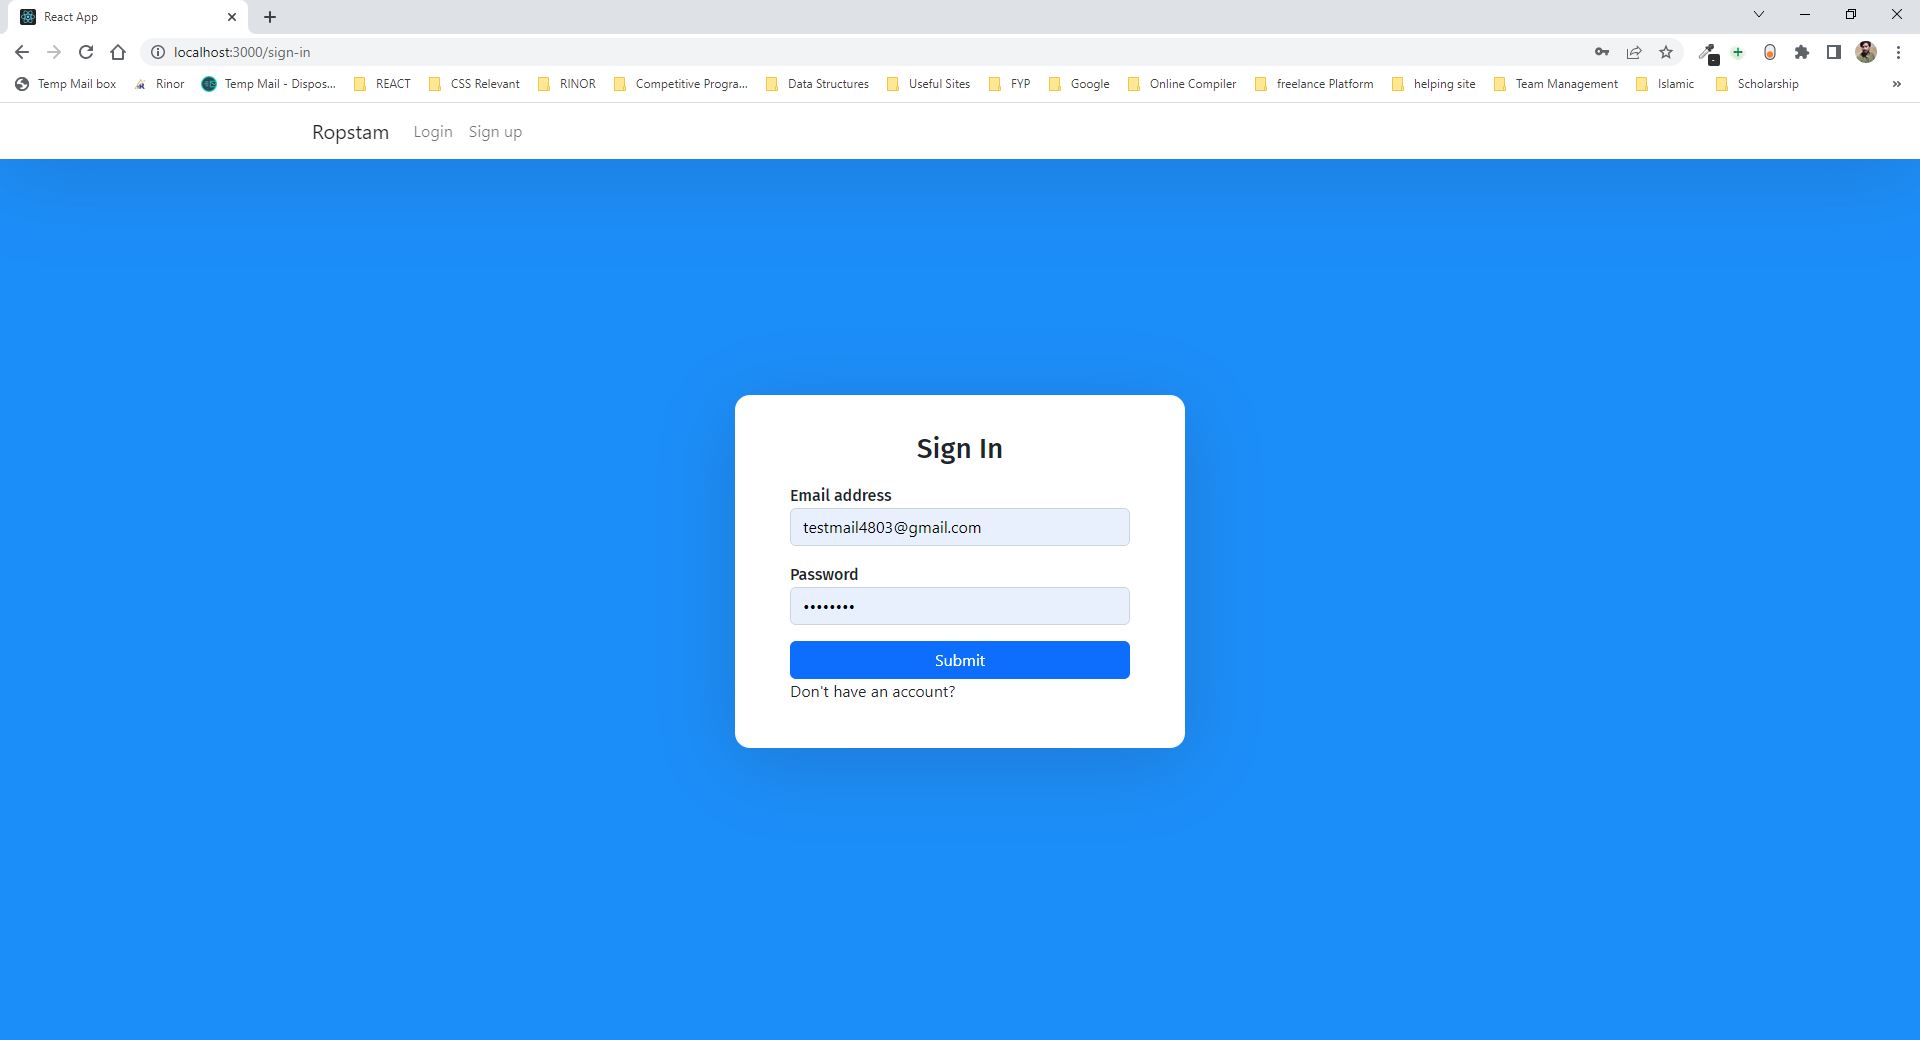 React App
localhost:3000/sign-in
Temp Mail box Rinor Temp Mail - Dispos... REACT CSS Relevant RINOR Competitive Progra... Data Structures Useful Sites FYP Google Online Compiler freelance Platform helping site Team Management Islamic Scholarship
Ropstam Login Sign up
Sign In
Email address
testmail4803@gmail.com
Password
••••••••
Submit
Don't have an account?